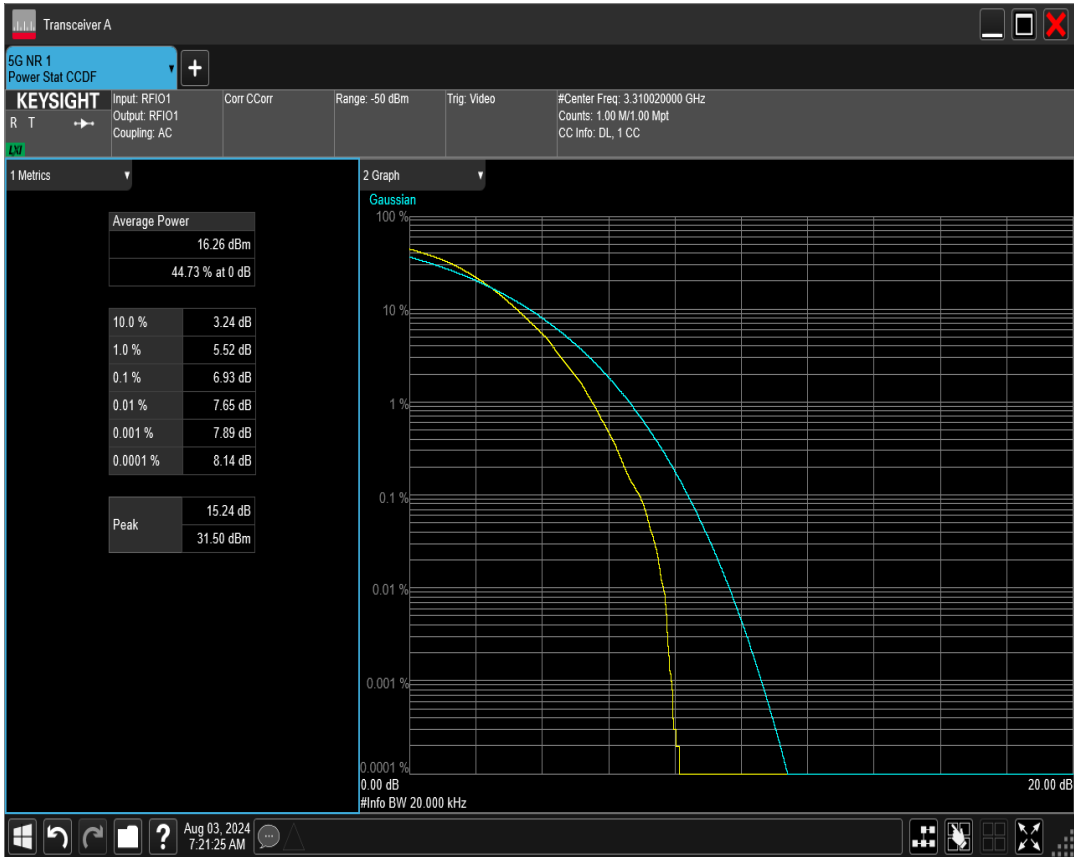 Transceiver A
5G NR 1
Power Stat CCDF
+
KEYSIGHT
R T
LXI
Input: RFIO1
Output: RFIO1
Coupling: AC
Corr CCorr
Range: -50 dBm
Trig: Video
#Center Freq: 3.310020000 GHz
Counts: 1.00 M/1.00 Mpt
CC Info: DL, 1 CC
1 Metrics
Average Power
16.26 dBm
44.73 % at 0 dB
10.0 % 3.24 dB
1.0 % 5.52 dB
0.1 % 6.93 dB
0.01 % 7.65 dB
0.001 % 7.89 dB
0.0001 % 8.14 dB
Peak 15.24 dB
31.50 dBm
2 Graph
Gaussian
100 %
10 %
1 %
0.1 %
0.01 %
0.001 %
0.0001 %
0.00 dB 20.00 dB
#Info BW 20.000 kHz
?
Aug 03, 2024
7:21:25 AM